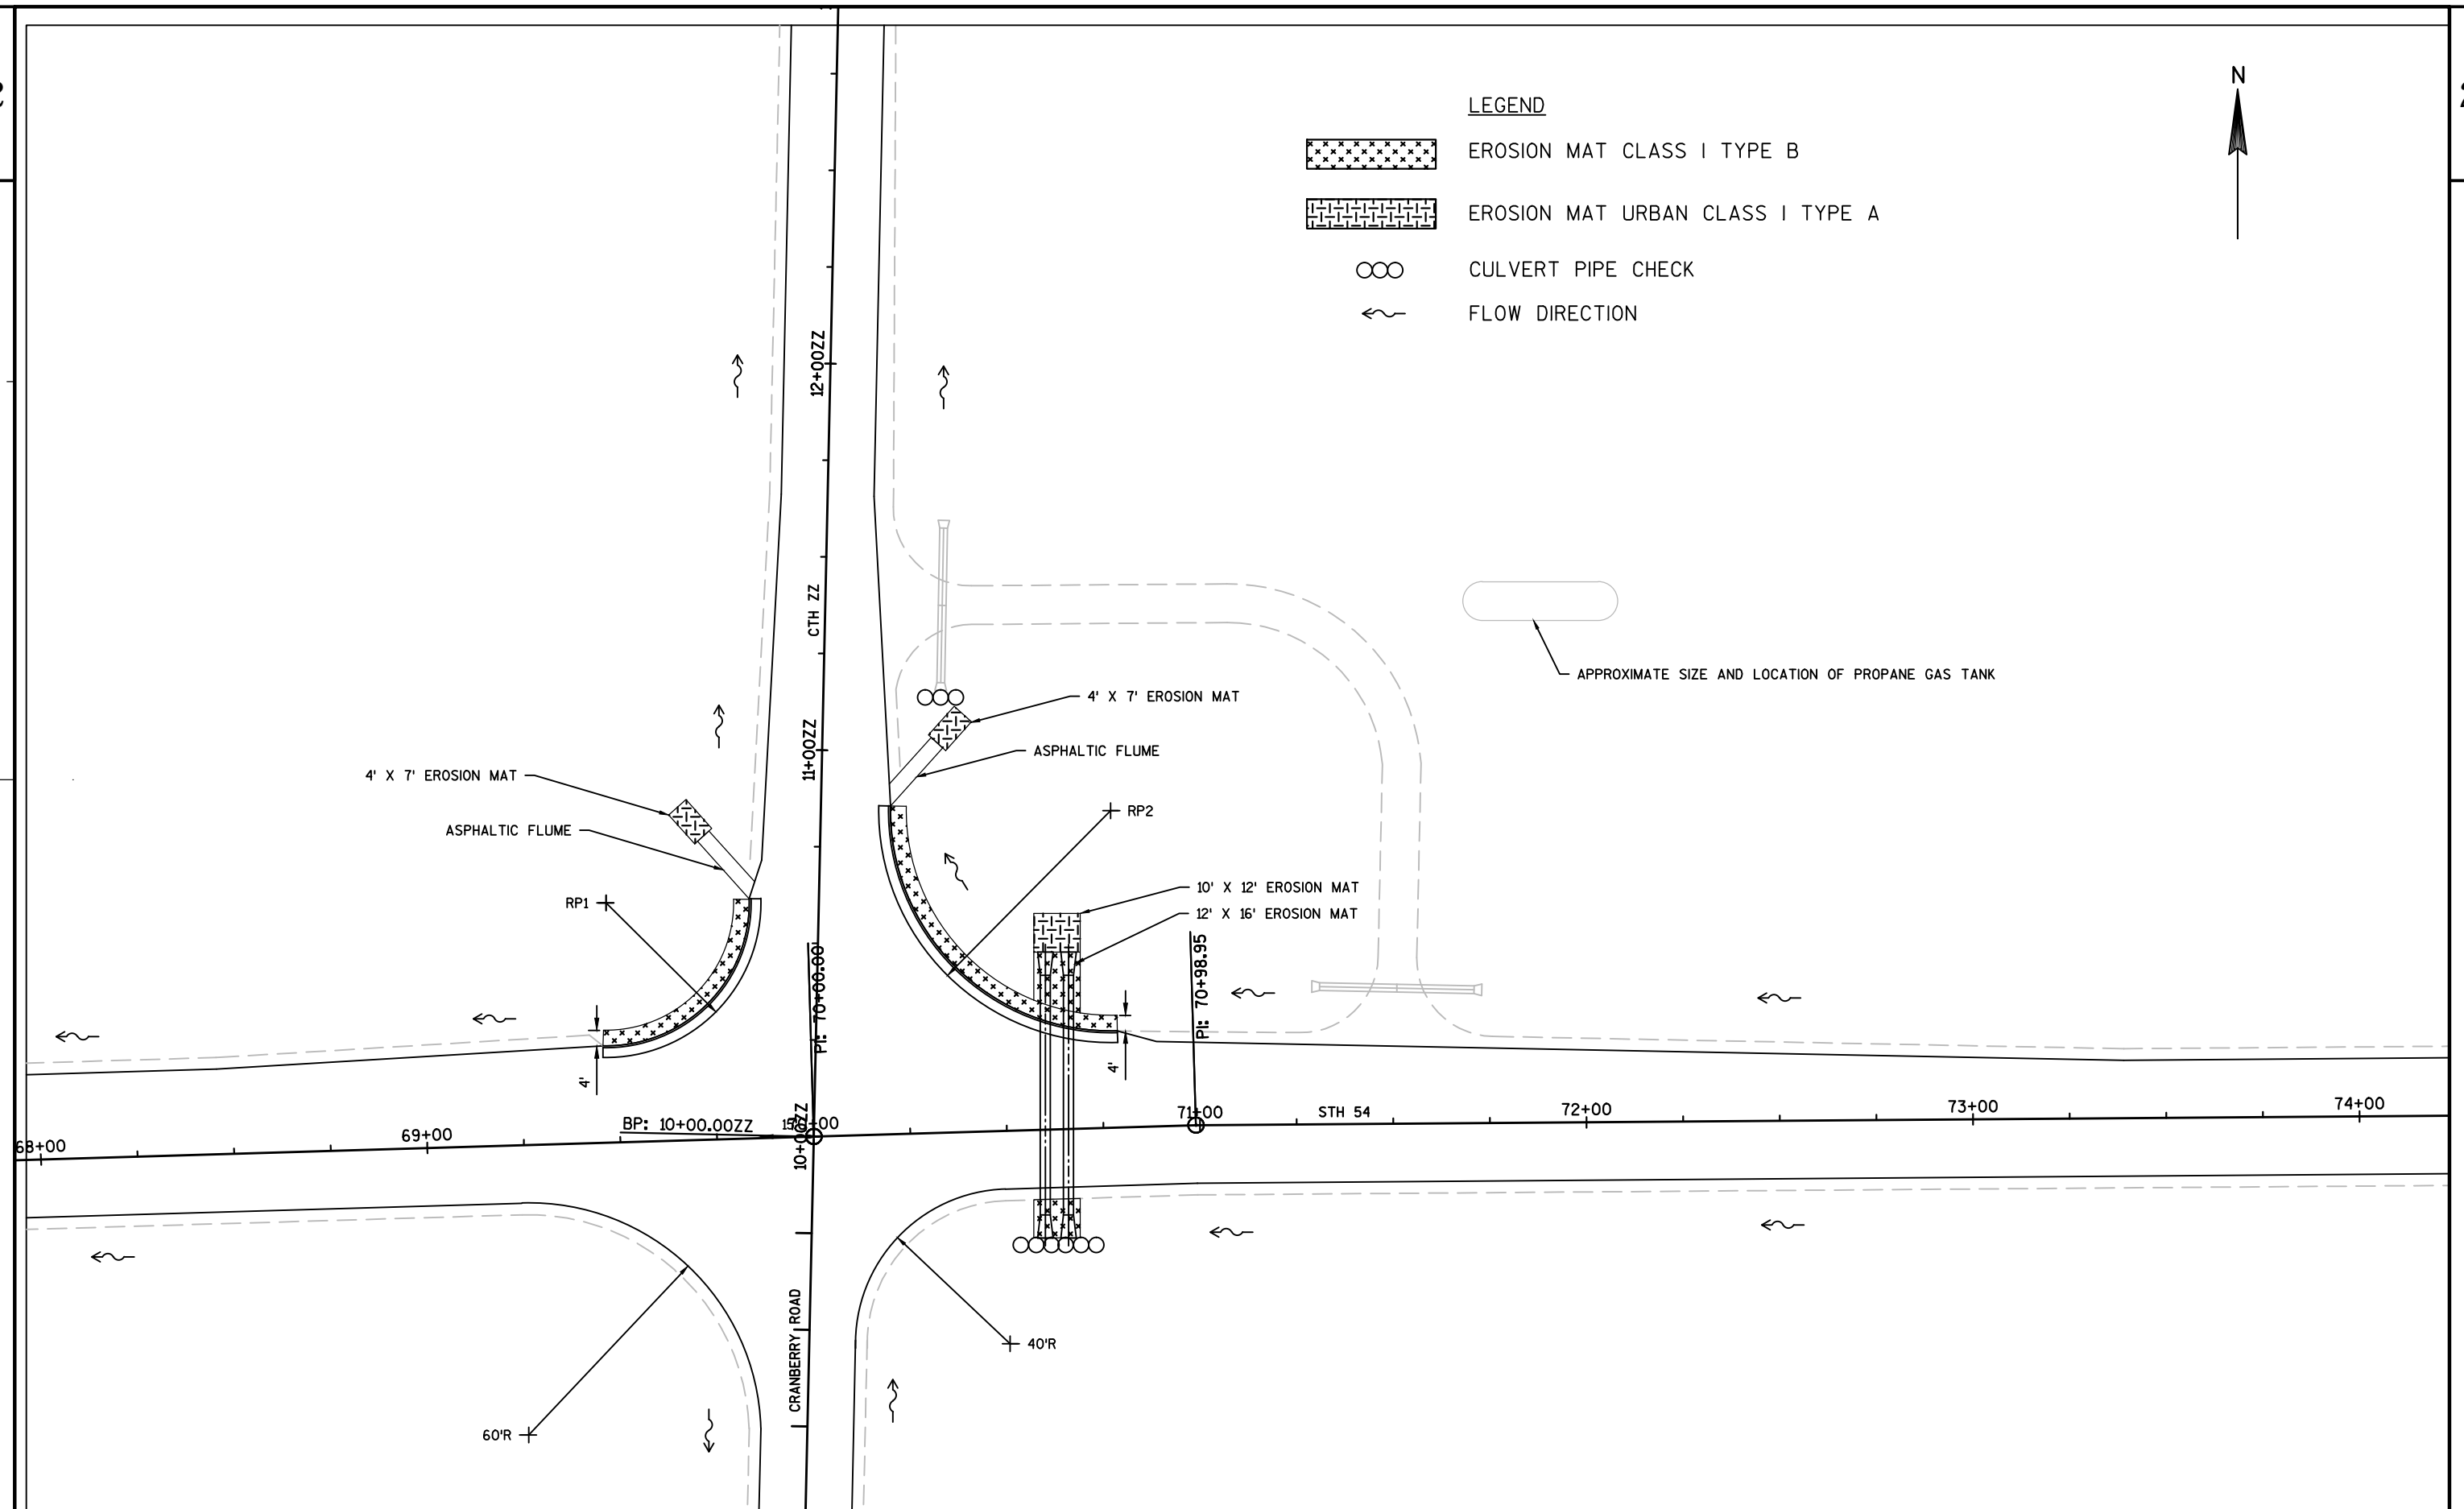 N
LEGEND
EROSION MAT CLASS I TYPE B
EROSION MAT URBAN CLASS I TYPE A
CULVERT PIPE CHECK
FLOW DIRECTION
12+00ZZ
CTH ZZ
APPROXIMATE SIZE AND LOCATION OF PROPANE GAS TANK
4' X 7' EROSION MAT
11+00ZZ
ASPHALTIC FLUME
4' X 7' EROSION MAT
ASPHALTIC FLUME
RP2
RP1
10' X 12' EROSION MAT
12' X 16' EROSION MAT
PI: 70+00.00'
PI: 70+98.95
4'
4'
BP: 10+00.00ZZ
10+00ZZ
68+00
69+00
71+00
STH 54
72+00
73+00
74+00
CRANBERRY ROAD
40'R
60'R